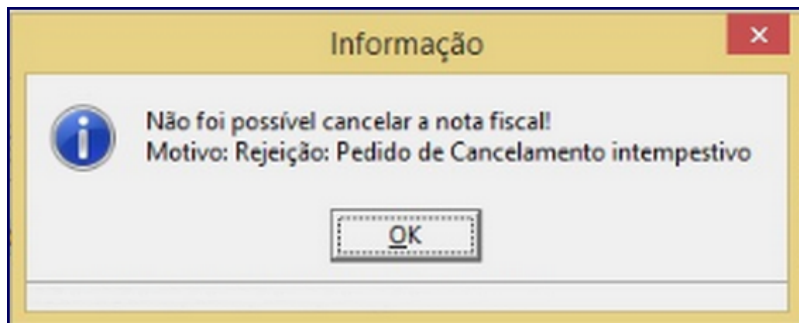 Informação
Não foi possível cancelar a nota fiscal!
Motivo: Rejeição: Pedido de Cancelamento intempestivo
OK